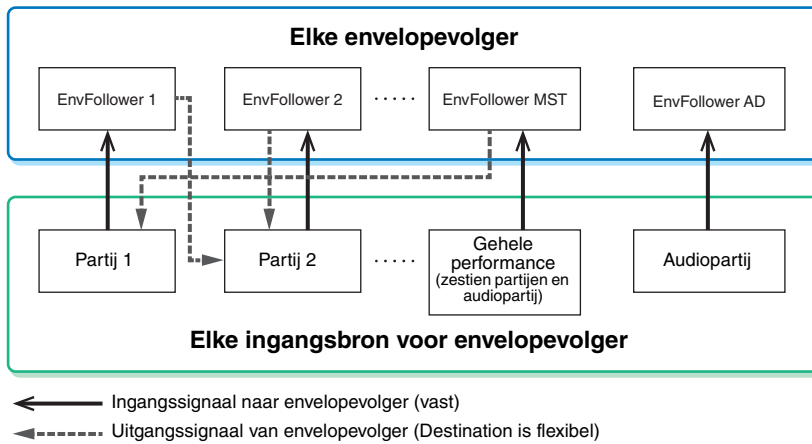 Elke envelopevolger
EnvFollower 1
EnvFollower 2
·····
EnvFollower MST
EnvFollower AD
Partij 1
Partij 2
·····
Gehele
performance
(zestien partijen en
audiopartij)
Audiopartij
Elke ingangsbron voor envelopevolger
Ingangssignaal naar envelopevolger (vast)
Uitgangssignaal van envelopevolger (Destination is flexibel)